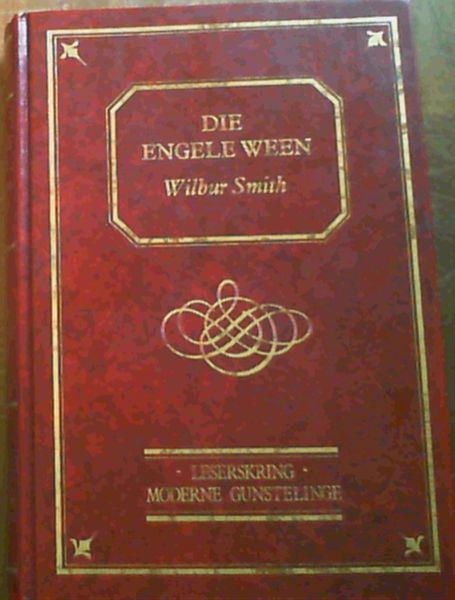 DIE
ENGELE WEEN
Wilbur Smith
· LESERSKRING ·
MODERNE GUNSTELINGE